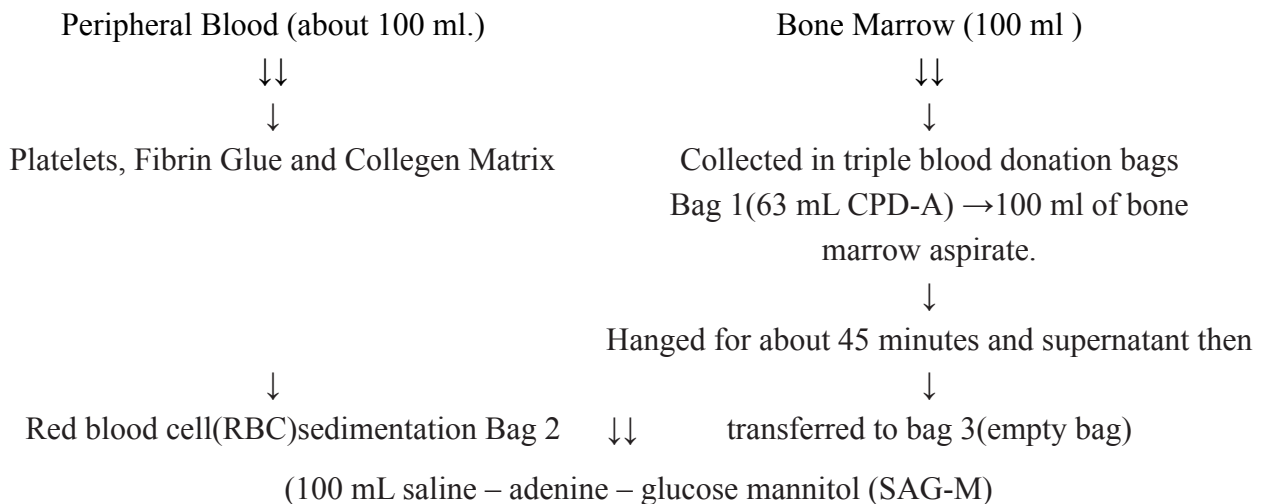 Peripheral Blood (about 100 ml.) Bone Marrow (100 ml )
↓↓ ↓↓
↓ ↓
Platelets, Fibrin Glue and Collegen Matrix Collected in triple blood donation bags
Bag 1(63 mL CPD-A) →100 ml of bone
marrow aspirate.
↓
Hanged for about 45 minutes and supernatant then
↓ ↓
Red blood cell(RBC)sedimentation Bag 2 ↓↓ transferred to bag 3(empty bag)
(100 mL saline – adenine – glucose mannitol (SAG-M)